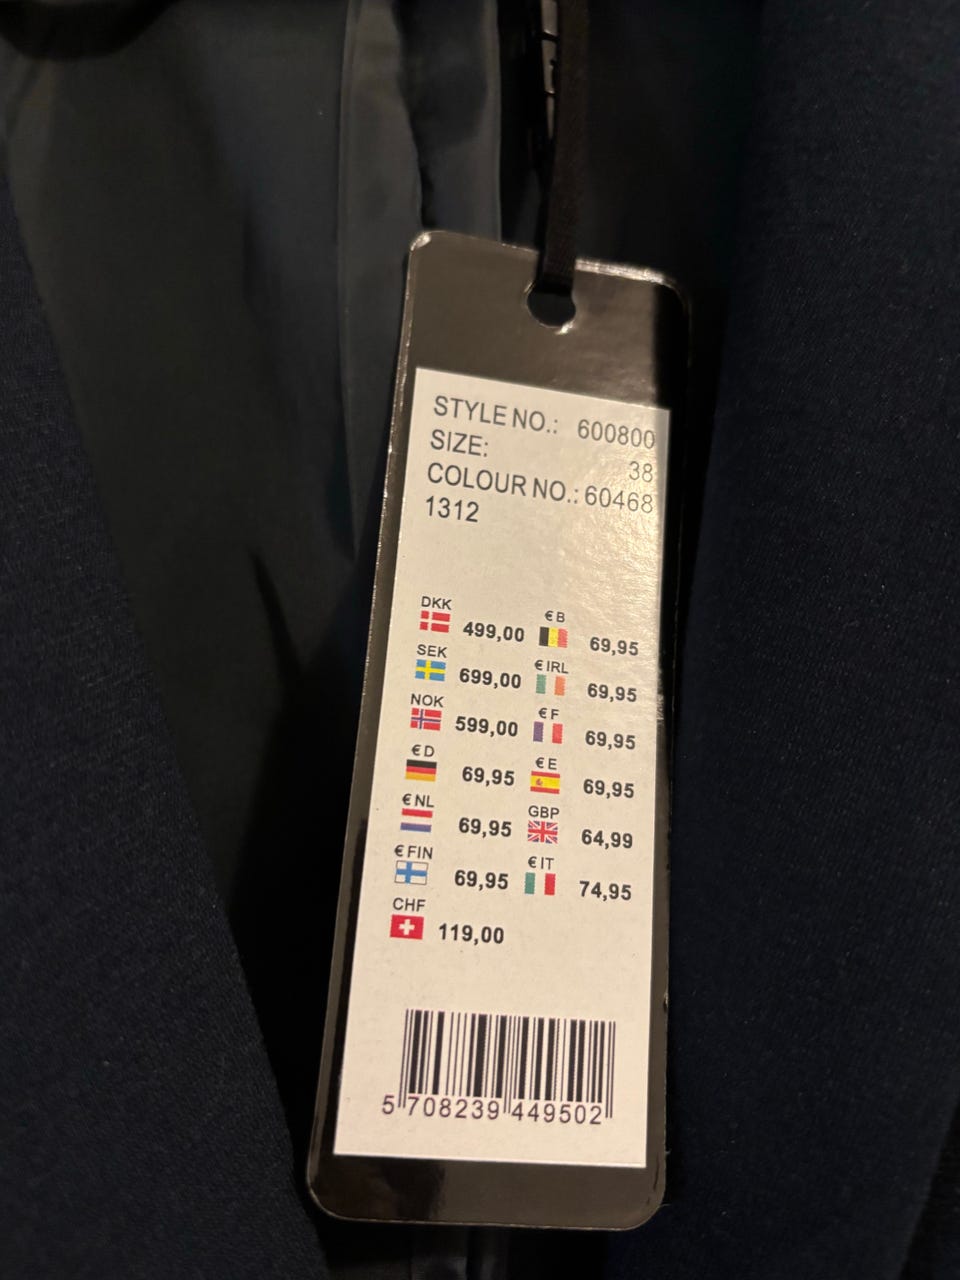 STYLE NO.: 600800
SIZE: 38
COLOUR NO.: 60468
1312
DKK 499,00
€ B 69,95
SEK 699,00
€ IRL 69,95
NOK 599,00
€ F 69,95
€ D 69,95
€ E 69,95
€ NL 69,95
GBP 64,99
€ FIN 69,95
€ IT 74,95
CHF 119,00
5 708239 449502